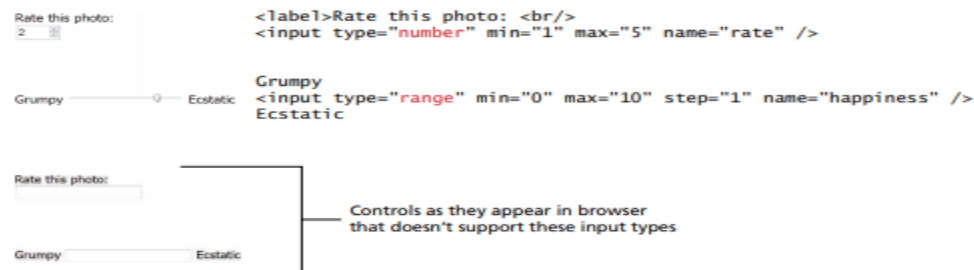 Rate this photo:
2
<label>Rate this photo: <br/>
<input type="number" min="1" max="5" name="rate" />
Grumpy
Ecstatic
Grumpy
<input type="range" min="0" max="10" step="1" name="happiness" />
Ecstatic
Rate this photo:
Grumpy
Ecstatic
Controls as they appear in browser
that doesn't support these input types